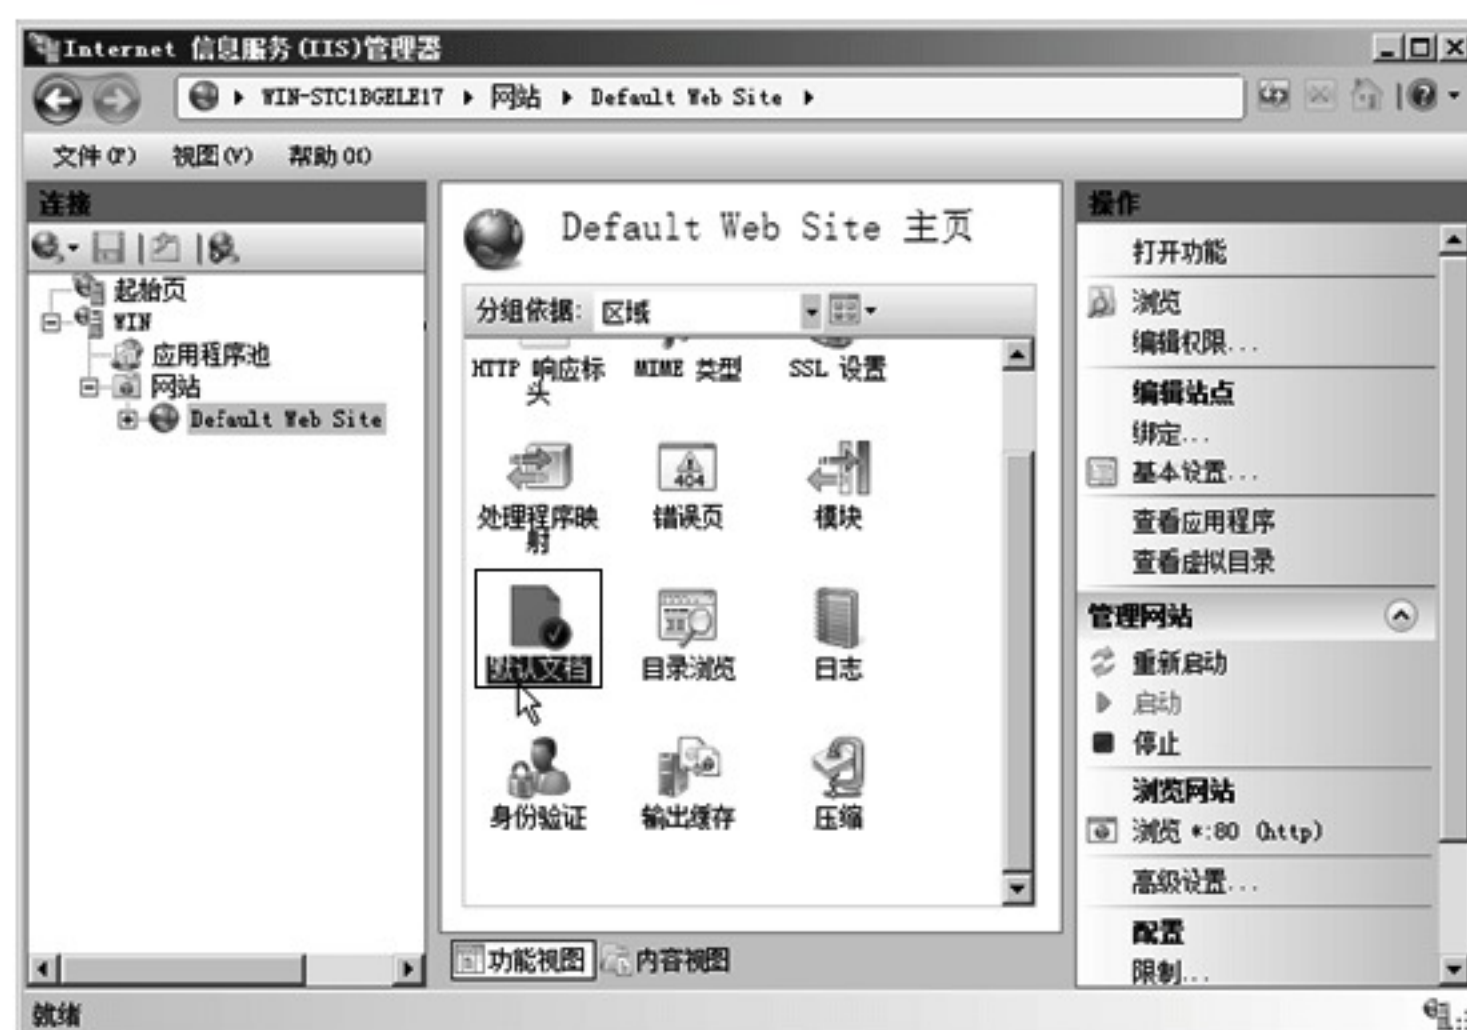 Internet 信息服务(IIS)管理器
WIN-STC1BGELE17 网站 Default Web Site
文件(F) 视图(V) 帮助(H)
连接
起始页
WIN
应用程序池
网站
Default Web Site
Default Web Site 主页
分组依据: 区域
HTTP 响应标 MIME 类型 SSL 设置
头
404
处理程序映 错误页 模块
射
默认文档 目录浏览 日志
身份验证 输出缓存 压缩
功能视图 内容视图
操作
打开功能
浏览
编辑权限...
编辑站点
绑定...
基本设置...
查看应用程序
查看虚拟目录
管理网站
重新启动
启动
停止
浏览网站
浏览 *:80 (http)
高级设置...
配置
限制...
就绪